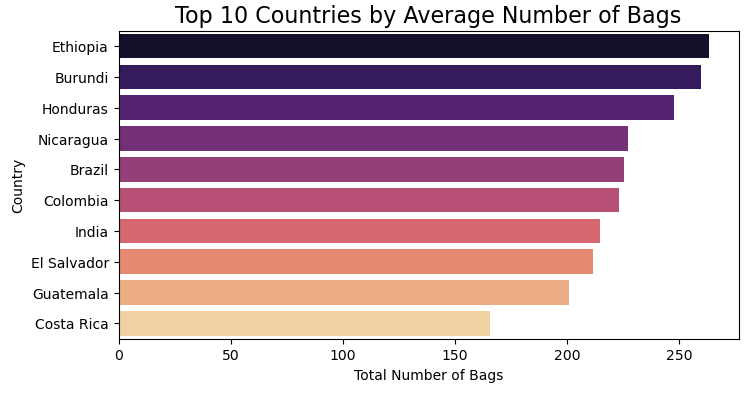 Top 10 Countries by Average Number of Bags
Ethiopia
Burundi
Honduras
Nicaragua
Brazil
Colombia
India
El Salvador
Guatemala
Costa Rica
Country
0 50 100 150 200 250
Total Number of Bags